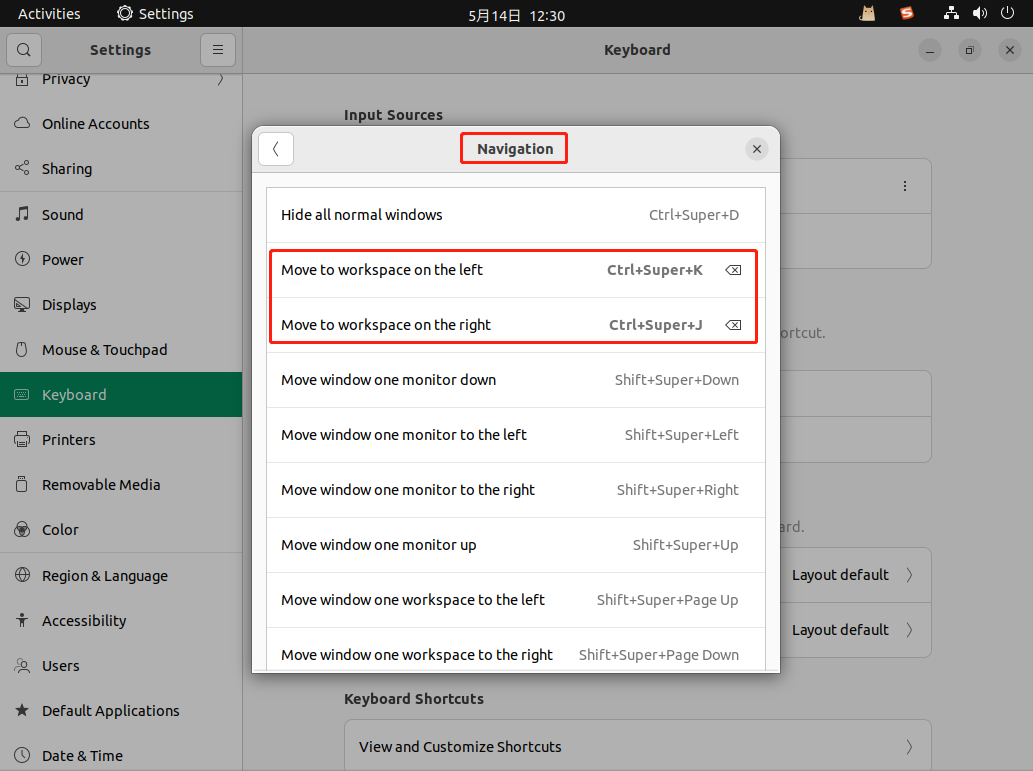 Activities Settings 5月14日 12:30
Settings Keyboard
Privacy
Online Accounts
Sharing
Sound
Power
Displays
Mouse & Touchpad
Keyboard
Printers
Removable Media
Color
Region & Language
Accessibility
Users
Default Applications
Date & Time
Input Sources
Navigation
Hide all normal windows Ctrl+Super+D
Move to workspace on the left Ctrl+Super+K
Move to workspace on the right Ctrl+Super+J
Move window one monitor down Shift+Super+Down
Move window one monitor to the left Shift+Super+Left
Move window one monitor to the right Shift+Super+Right
Move window one monitor up Shift+Super+Up
Move window one workspace to the left Shift+Super+Page Up
Move window one workspace to the right Shift+Super+Page Down
ortcut.
ard.
Layout default
Layout default
Keyboard Shortcuts
View and Customize Shortcuts